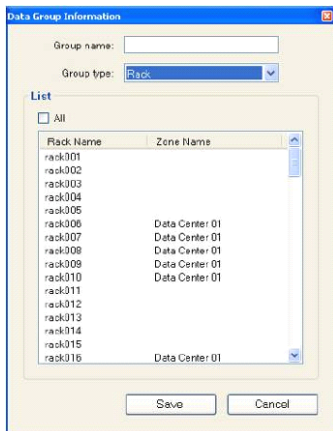 Data Group Information
Group name:
Group type: Rack
List
All
Rack Name Zone Name
rack001
rack002
rack003
rack004
rack005
rack006 Data Center 01
rack007 Data Center 01
rack008 Data Center 01
rack009 Data Center 01
rack010 Data Center 01
rack011
rack012
rack013
rack014
rack015
rack016 Data Center 01
Save Cancel